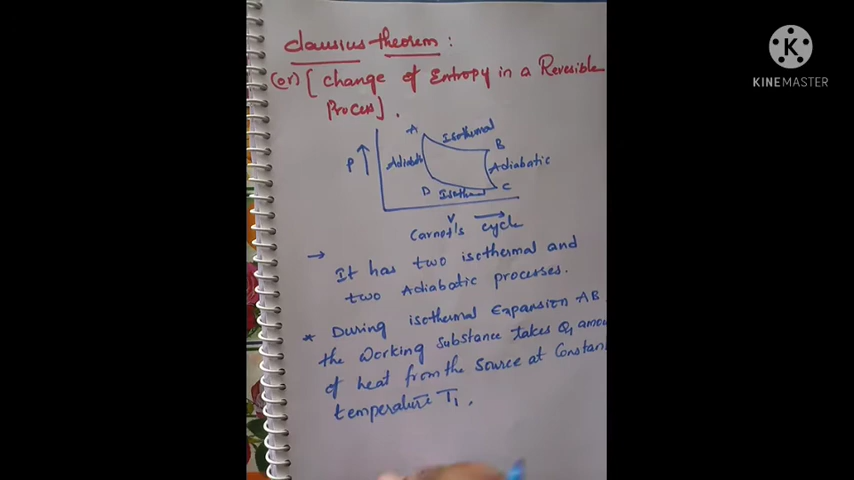 Clausius theorem :
(or) [ change of Entropy in a Revesible
Process] .
A Isothermal
B
P Adiabatic
Adiabatic
D Isothermal C
V
Carnot's cycle
→ It has two isothermal and
two Adiabatic processes.
* During isothermal Expansion AB
the working substance takes Q1 amou
of heat from the source at Constan
temperature T1 .
K
KINEMASTER